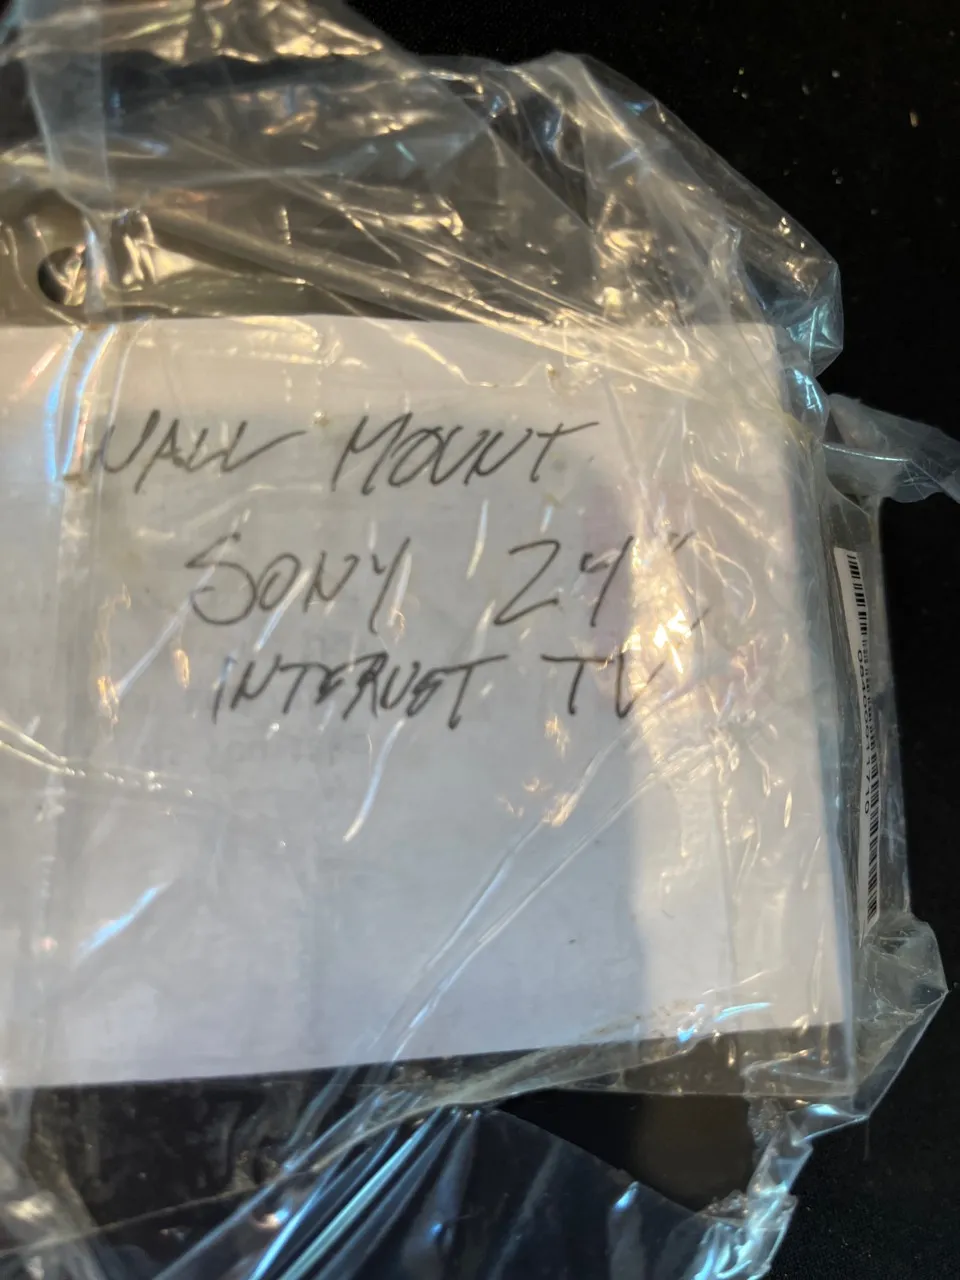 WALL MOUNT
SONY 24"
INTERNET TV